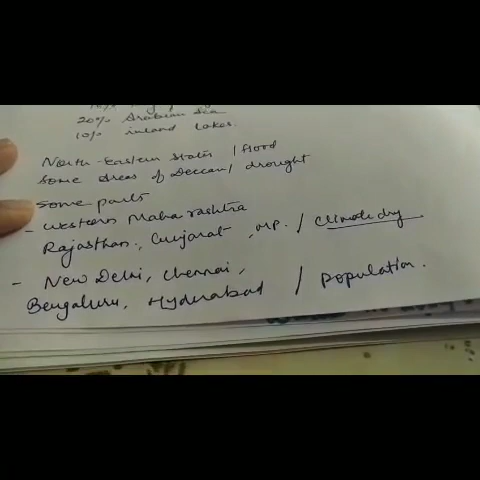 20% Arabian Sea
10% inland lakes.
North-Eastern States / flood
Some areas of Deccan / drought
Some parts
- Western Maharashtra
Rajasthan, Gujarat, MP. / Climate dry
- New Delhi, Chennai,
Bengaluru, Hyderabad / Population.